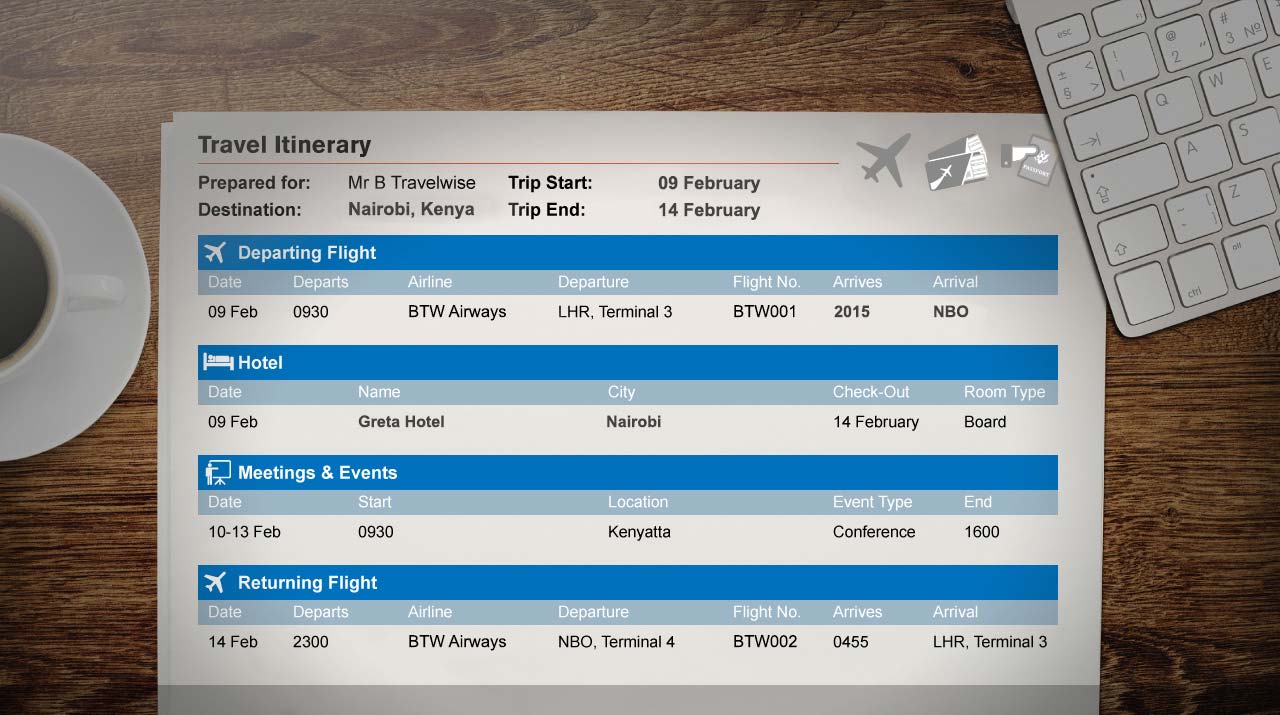 Travel Itinerary
Prepared for: Mr B Travelwise Trip Start: 09 February
Destination: Nairobi, Kenya Trip End: 14 February
PASSPORT
Departing Flight
Date Departs Airline Departure Flight No. Arrives Arrival
09 Feb 0930 BTW Airways LHR, Terminal 3 BTW001 2015 NBO
Hotel
Date Name City Check-Out Room Type
09 Feb Greta Hotel Nairobi 14 February Board
Meetings & Events
Date Start Location Event Type End
10-13 Feb 0930 Kenyatta Conference 1600
Returning Flight
Date Departs Airline Departure Flight No. Arrives Arrival
14 Feb 2300 BTW Airways NBO, Terminal 4 BTW002 0455 LHR, Terminal 3
esc F1
± § < > ! 1 @ 2 " # 3 №
Q W E
A S
~ [ ` ] Z
ctrl alt